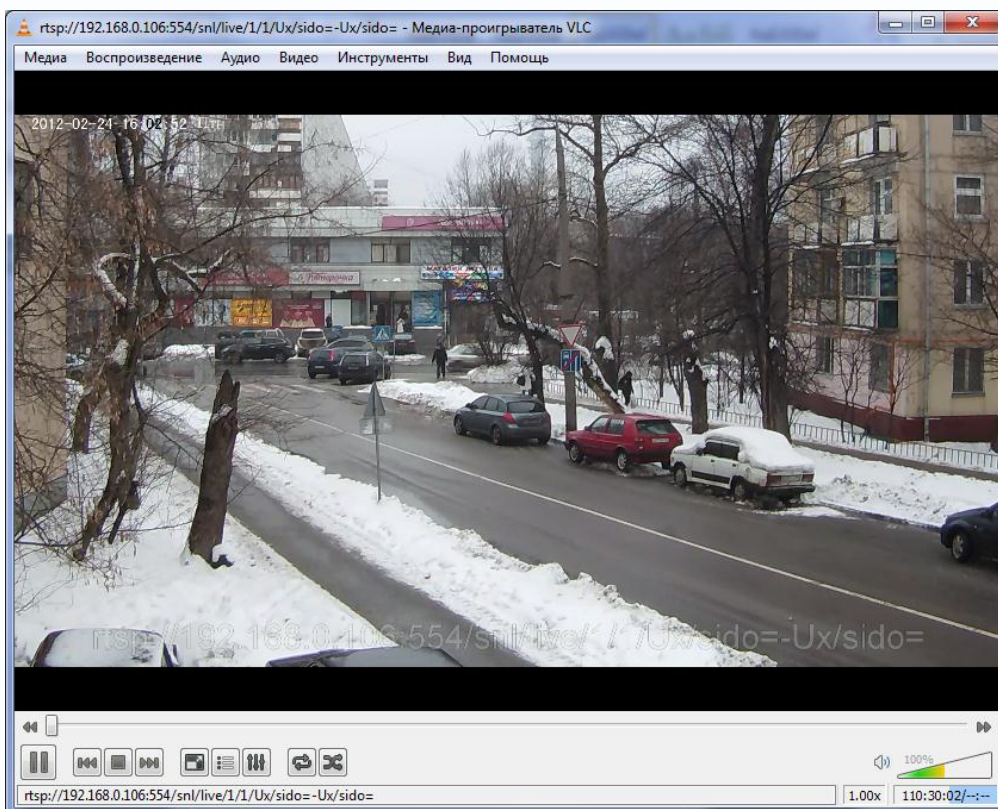 rtsp://192.168.0.106:554/snl/live/1/1/Ux/sido=-Ux/sido= - Медиа-проигрыватель VLC
Медиа Воспроизведение Аудио Видео Инструменты Вид Помощь
2012-02-24 16:02:52
Пятёрочка
rtsp://192.168.0.106:554/snl/live/1/1/Ux/sido=-Ux/sido=
100%
rtsp://192.168.0.106:554/snl/live/1/1/Ux/sido=-Ux/sido=
1.00x 110:30:02/--:--